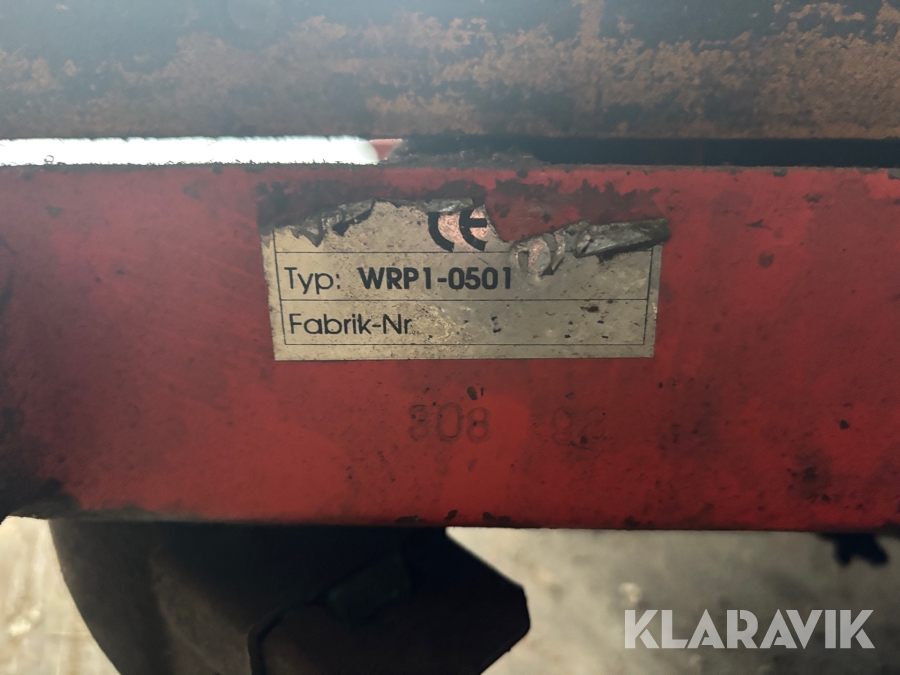 CE
Typ: WRP1-0501
Fabrik-Nr
808
KLARAVIK